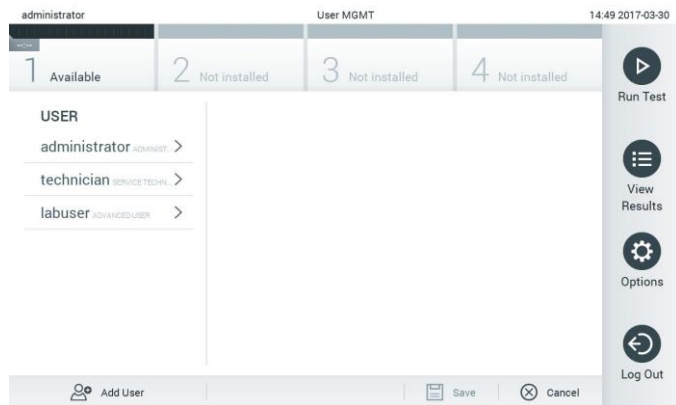 administrator User MGMT 14:49 2017-03-30
--:--
1 Available 2 Not installed 3 Not installed 4 Not installed
Run Test
USER
administrator ADMINIST...
technician SERVICE TECHN...
labuser ADVANCED USER
View
Results
Options
Log Out
Add User Save Cancel